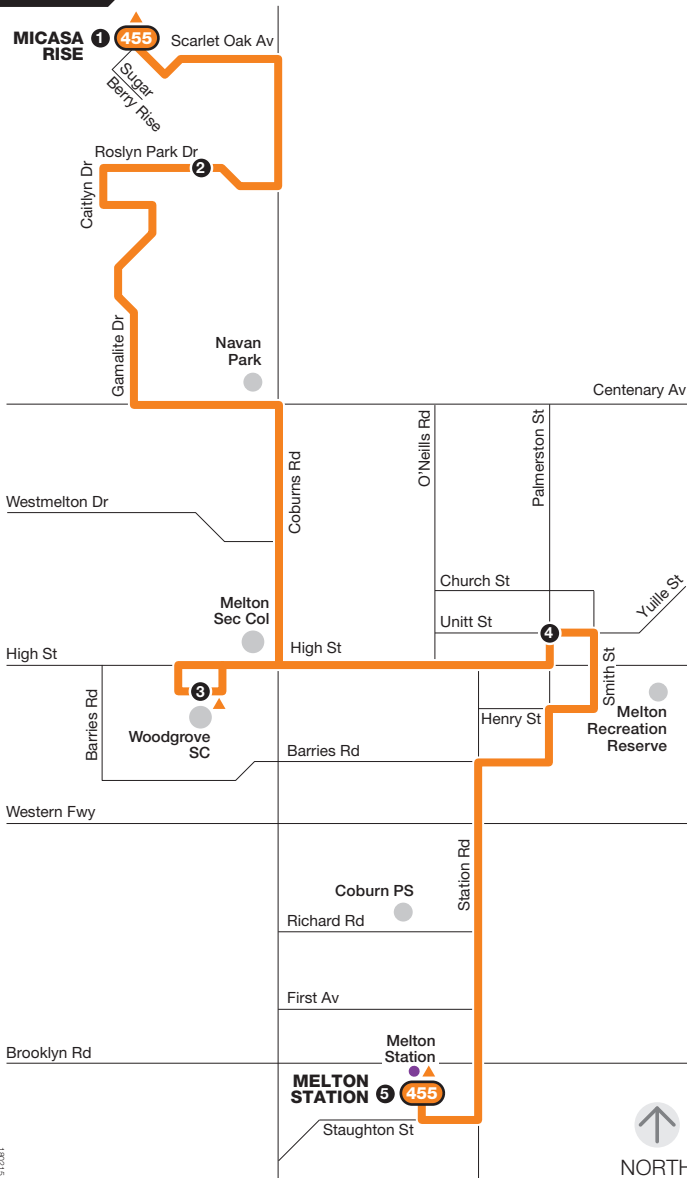 MICASA
RISE
1
455
Scarlet Oak Av
Sugar
Berry Rise
Roslyn Park Dr
2
Caitlyn Dr
Gamalite Dr
Navan
Park
Centenary Av
Coburns Rd
O'Neills Rd
Palmerston St
Westmelton Dr
Church St
Yuille St
Unitt St
4
Melton
Sec Col
High St
High St
Smith St
3
Woodgrove
SC
Barries Rd
Henry St
Melton
Recreation
Reserve
Barries Rd
Western Fwy
Station Rd
Coburn PS
Richard Rd
First Av
Brooklyn Rd
Melton
Station
MELTON
STATION
5
455
Staughton St
NORTH